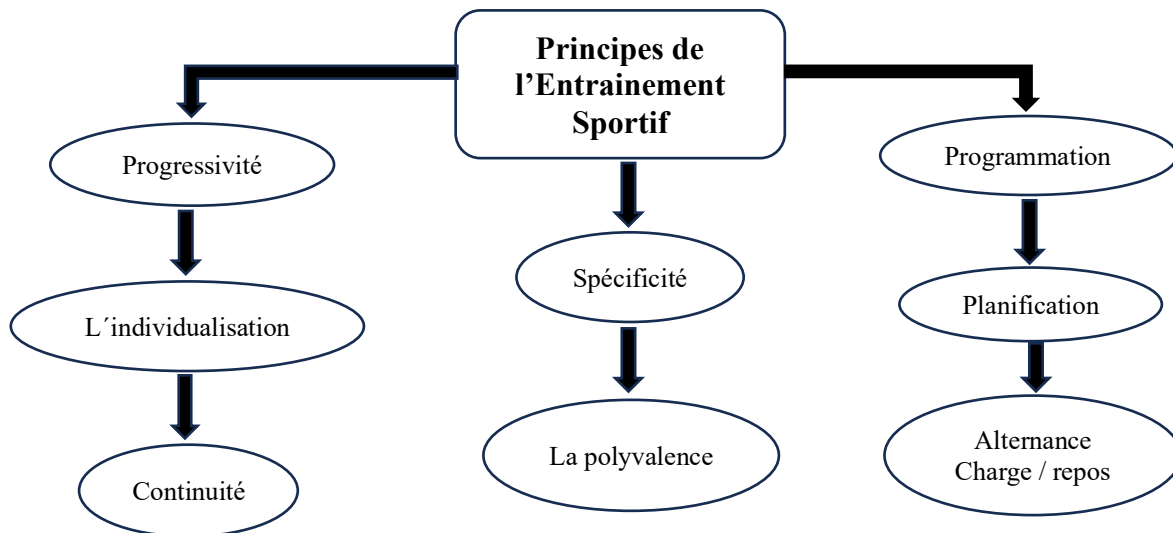 Principes de
l’Entrainement
Sportif
Progressivité
L´individualisation
Continuité
Spécificité
La polyvalence
Programmation
Planification
Alternance
Charge / repos